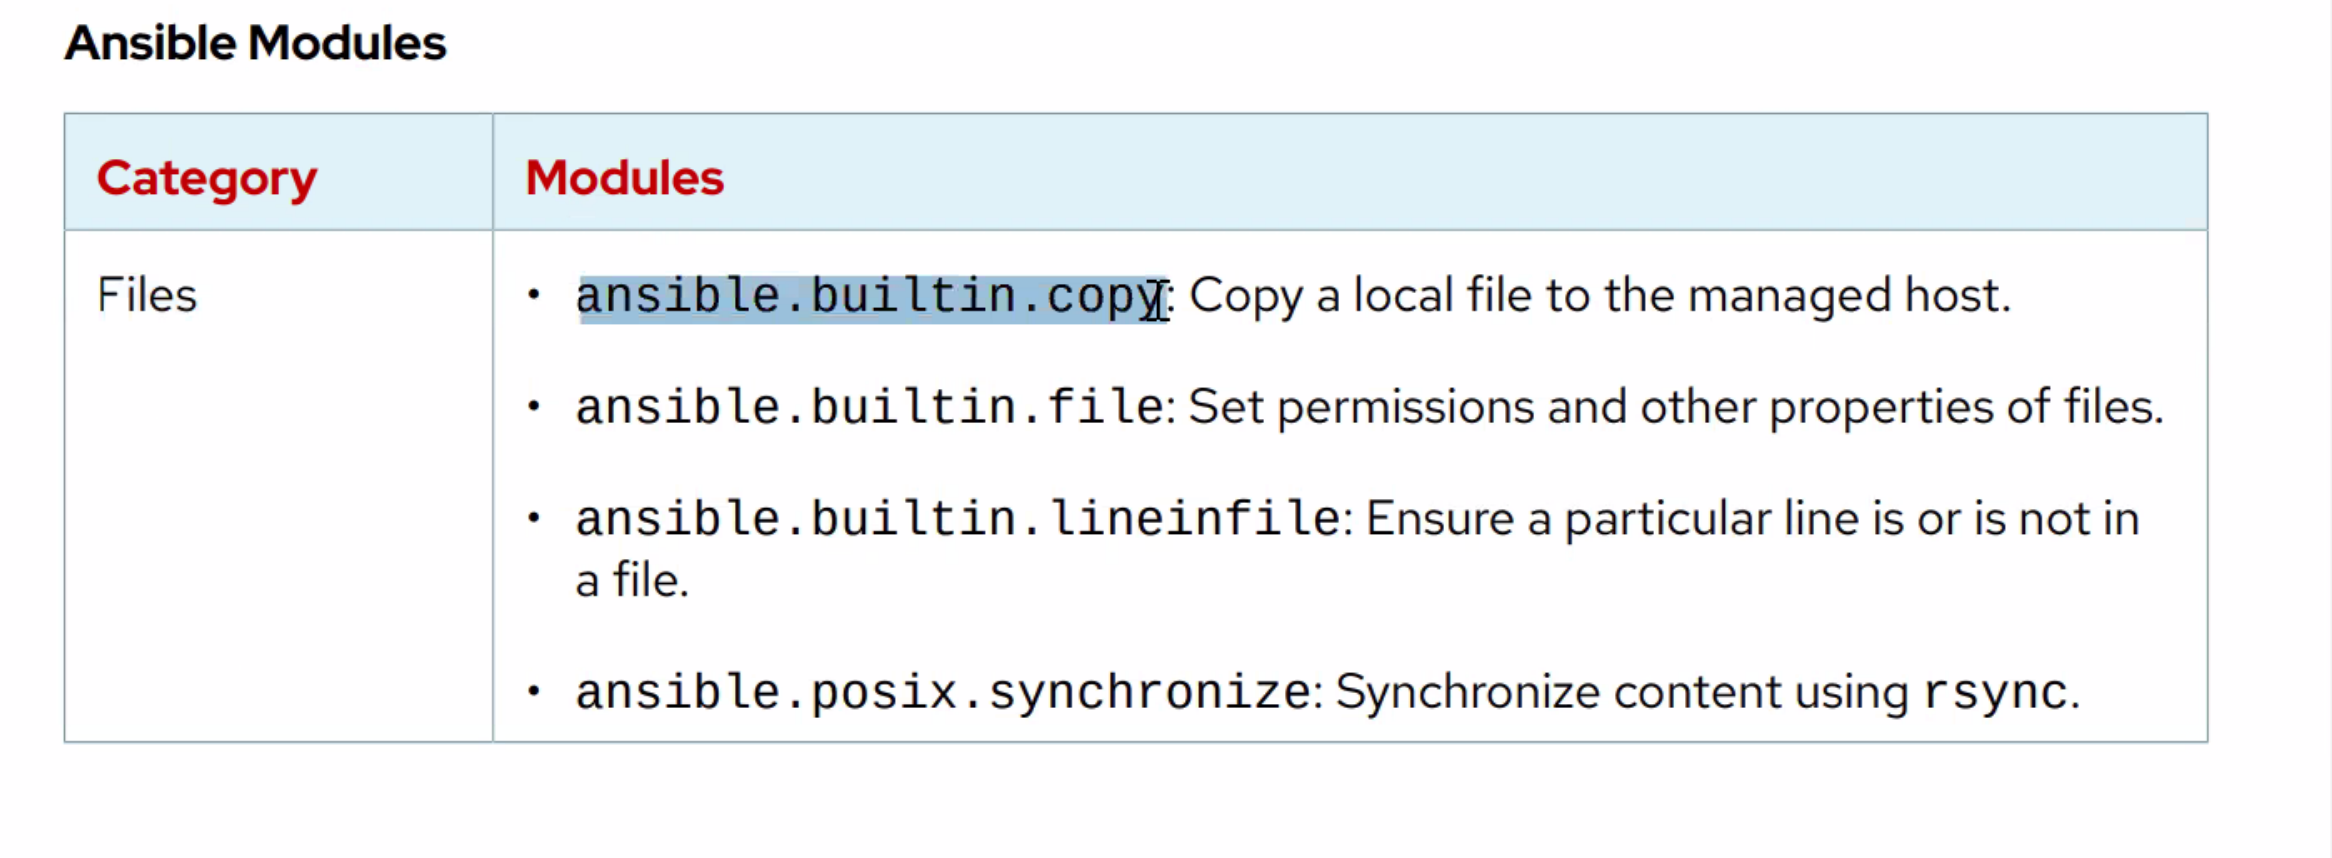 Ansible Modules
Category Modules
Files • ansible.builtin.copy: Copy a local file to the managed host.
• ansible.builtin.file: Set permissions and other properties of files.
• ansible.builtin.lineinfile: Ensure a particular line is or is not in
a file.
• ansible.posix.synchronize: Synchronize content using rsync.